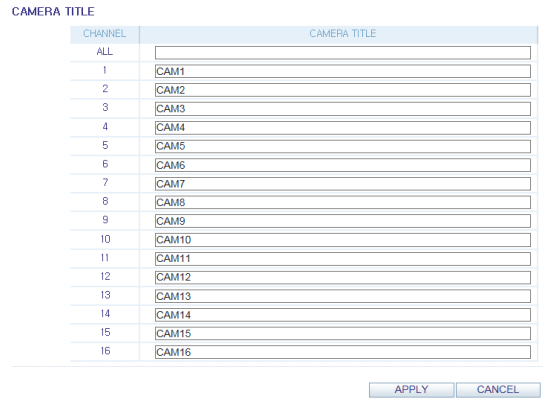 CAMERA TITLE
CHANNEL CAMERA TITLE
ALL
1 CAM1
2 CAM2
3 CAM3
4 CAM4
5 CAM5
6 CAM6
7 CAM7
8 CAM8
9 CAM9
10 CAM10
11 CAM11
12 CAM12
13 CAM13
14 CAM14
15 CAM15
16 CAM16
APPLY CANCEL